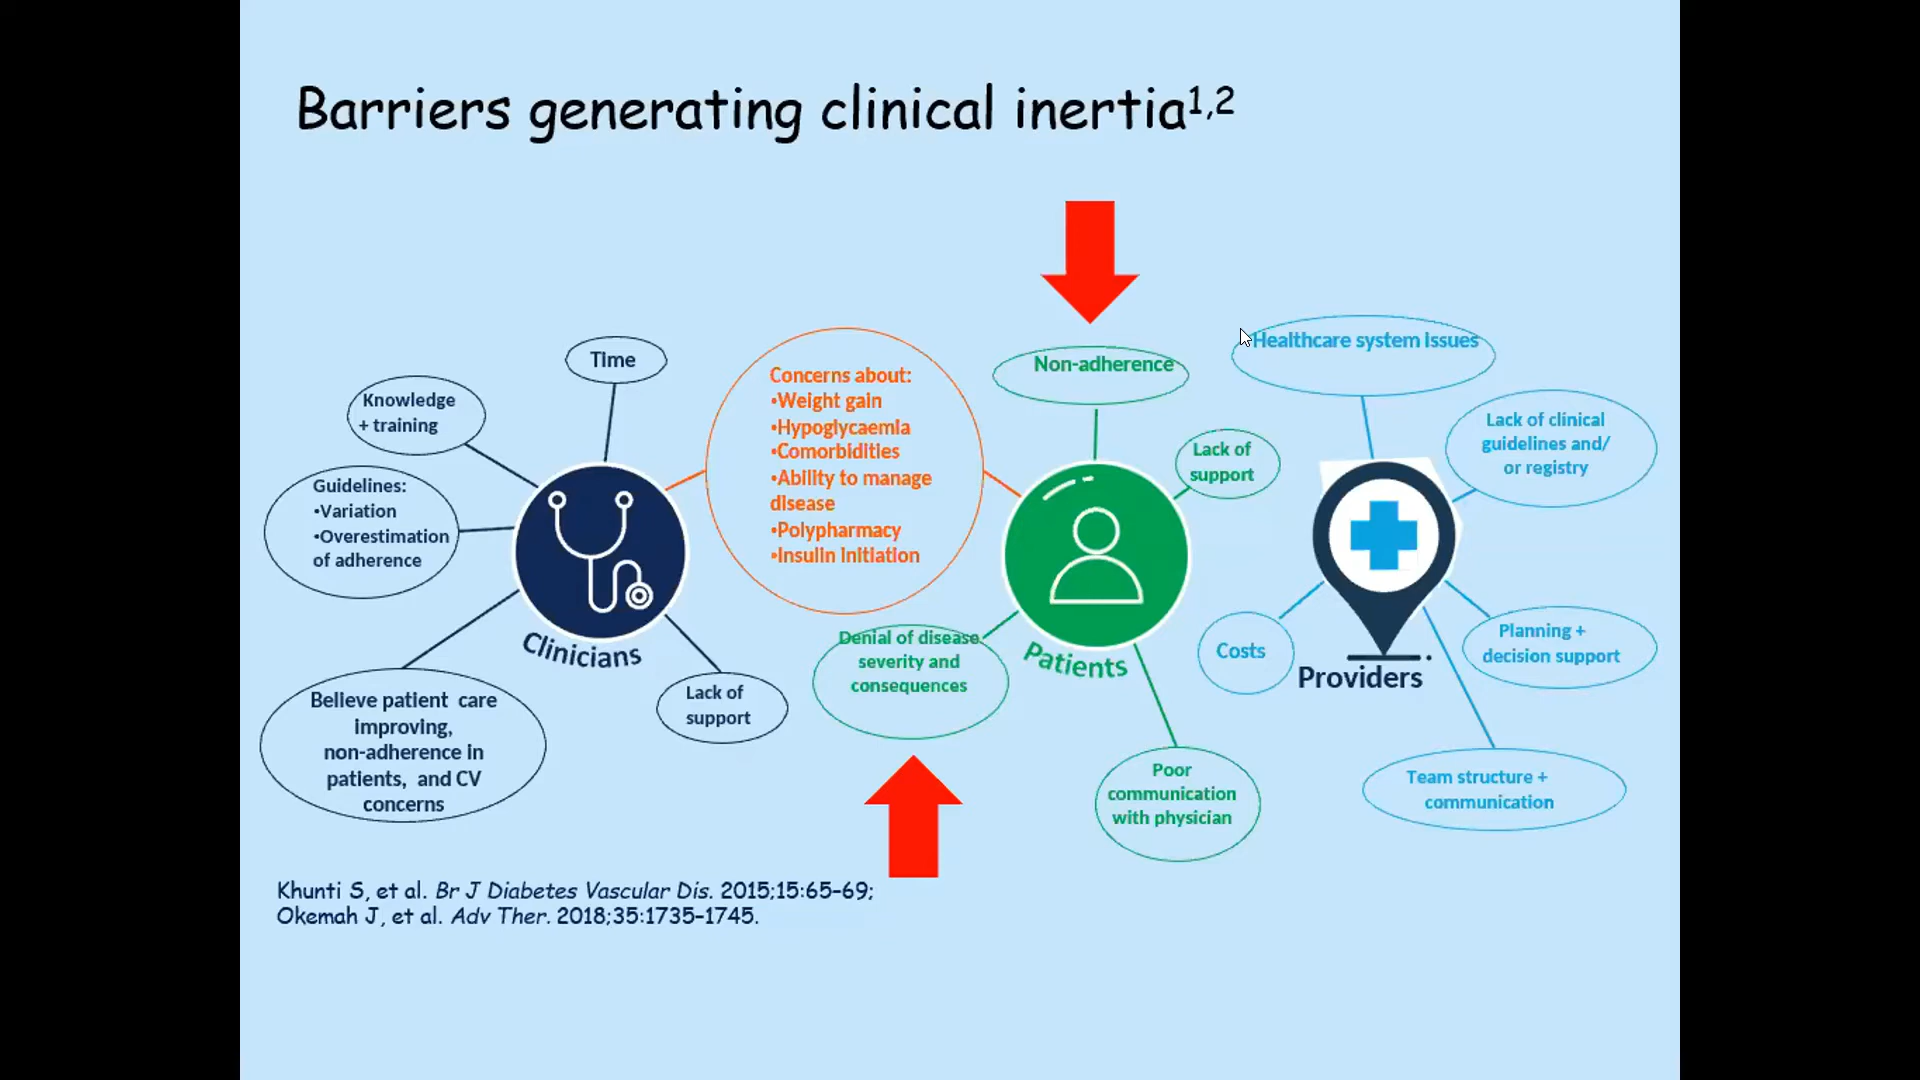 Barriers generating clinical inertia1,2
Time
Knowledge
+ training
Guidelines:
•Variation
•Overestimation
of adherence
Believe patient care
improving,
non-adherence in
patients, and CV
concerns
Lack of
support
Clinicians
Concerns about:
•Weight gain
•Hypoglycaemia
•Comorbidities
•Ability to manage
disease
•Polypharmacy
•Insulin initiation
Non-adherence
Lack of
support
Denial of disease
severity and
consequences
Patients
Poor
communication
with physician
Healthcare system issues
Lack of clinical
guidelines and/
or registry
Costs
Providers
Planning +
decision support
Team structure +
communication
Khunti S, et al. Br J Diabetes Vascular Dis. 2015;15:65–69;
Okemah J, et al. Adv Ther. 2018;35:1735–1745.